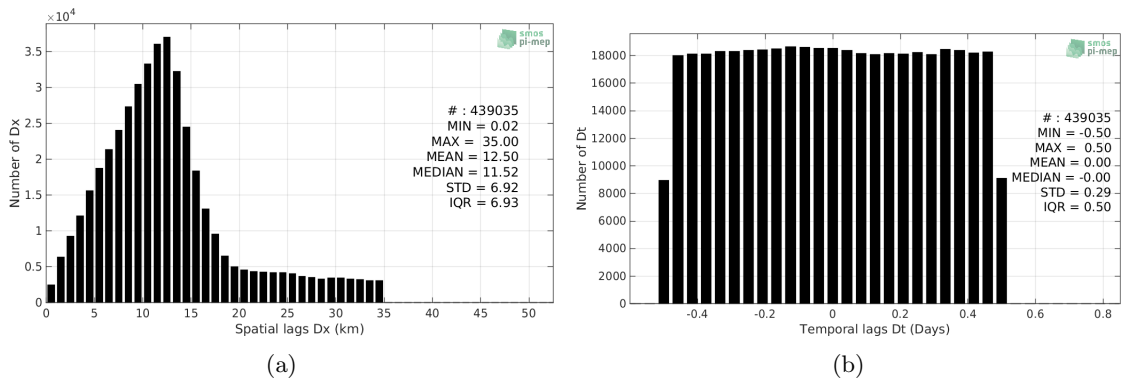 ×10⁴
3.5
3
2.5
2
1.5
1
0.5
0
Number of Dx
0 5 10 15 20 25 30 35 40 45 50
Spatial lags Dx (km)
smos
pi-mep
# : 439035
MIN = 0.02
MAX = 35.00
MEAN = 12.50
MEDIAN = 11.52
STD = 6.92
IQR = 6.93
(a)
18000
16000
14000
12000
10000
8000
6000
4000
2000
0
Number of Dt
-0.4 -0.2 0 0.2 0.4 0.6 0.8
Temporal lags Dt (Days)
smos
pi-mep
# : 439035
MIN = -0.50
MAX = 0.50
MEAN = 0.00
MEDIAN = -0.00
STD = 0.29
IQR = 0.50
(b)